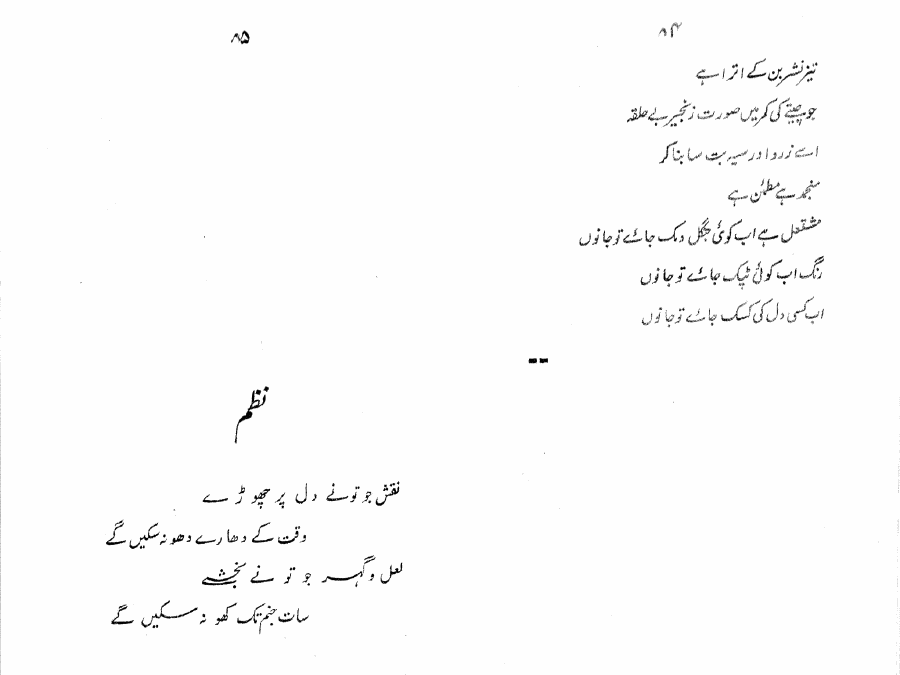 ۸۴
تیز نشتر بن کے اترا ہے
جو چیتے کی کمر میں صورت زنجیر بے حلقہ
اسے زرد اور سیہ بت سا بنا کر
منجمد ہے مطمئن ہے
مشتعل ہے اب کوئی جنگل دمک جائے تو جانوں
رنگ اب کوئی ٹپک جائے تو جانوں
اب کسی دل کی کسک جائے تو جانوں
۸۵
نظم
نقش جو تو نے دل پر چھوڑے
وقت کے دھارے دھو نہ سکیں گے
لعل و گہر جو تو نے بخشے
سات جنم تک کھو نہ سکیں گے